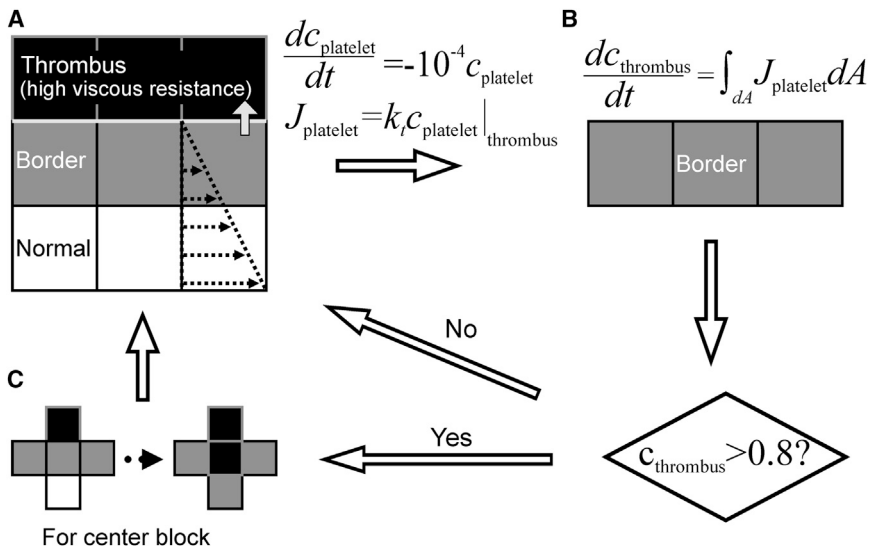 A
Thrombus
(high viscous resistance)
Border
Normal
dc_platelet/dt =-10^-4 c_platelet
J_platelet=k_t c_platelet|_thrombus
B
dc_thrombus/dt =∫_dA J_platelet dA
Border
No
Yes
c_thrombus>0.8?
C
For center block